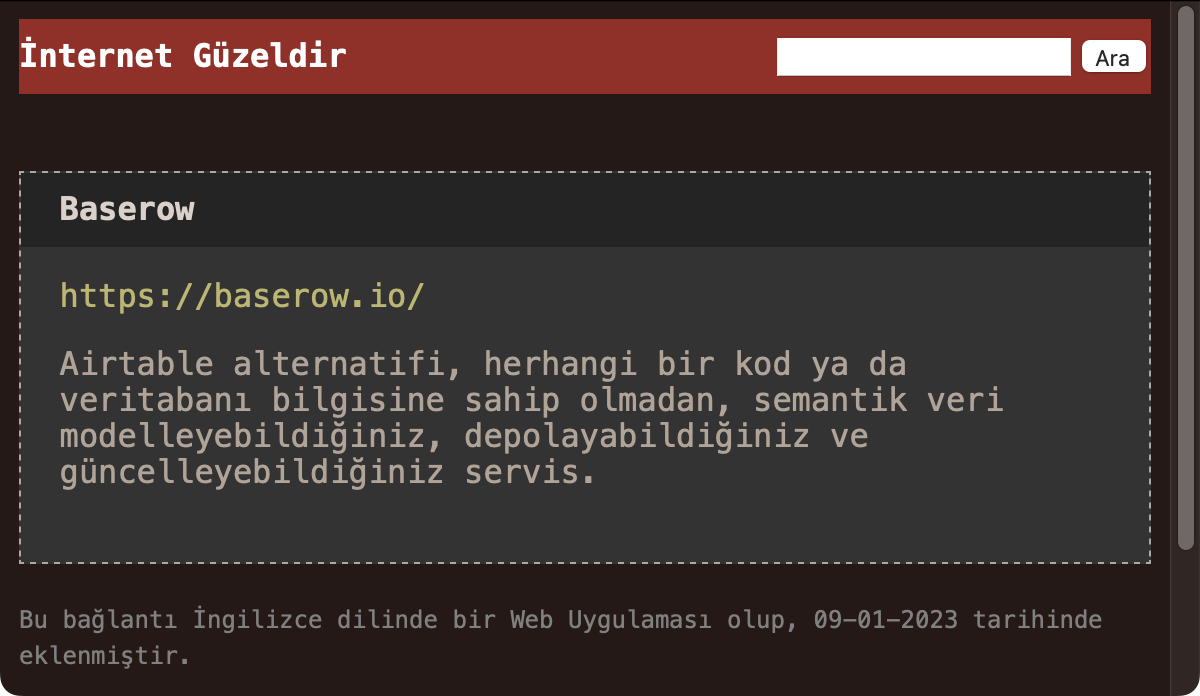 İnternet Güzeldir
Ara
Baserow
https://baserow.io/
Airtable alternatifi, herhangi bir kod ya da
veritabanı bilgisine sahip olmadan, semantik veri
modelleyebildiğiniz, depolayabildiğiniz ve
güncelleyebildiğiniz servis.
Bu bağlantı İngilizce dilinde bir Web Uygulaması olup, 09-01-2023 tarihinde
eklenmiştir.